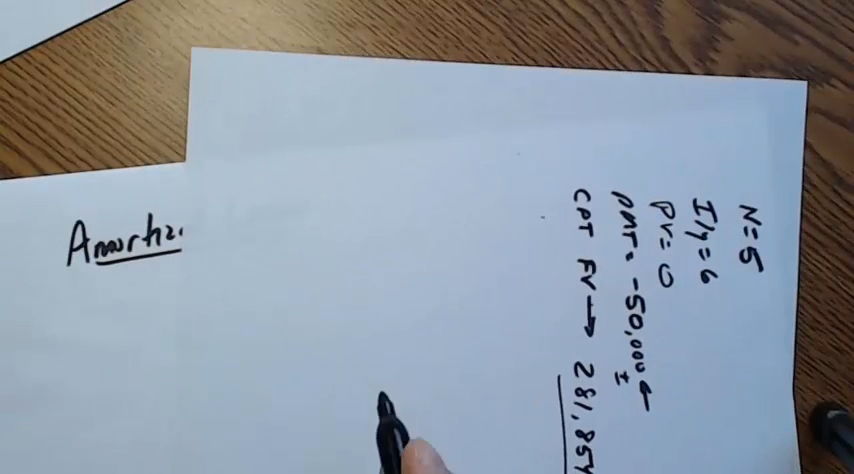 Amortiz
N=5
I/y=6
PV=0
PMT= -50,000 ←
±
CPT FV → 281,854